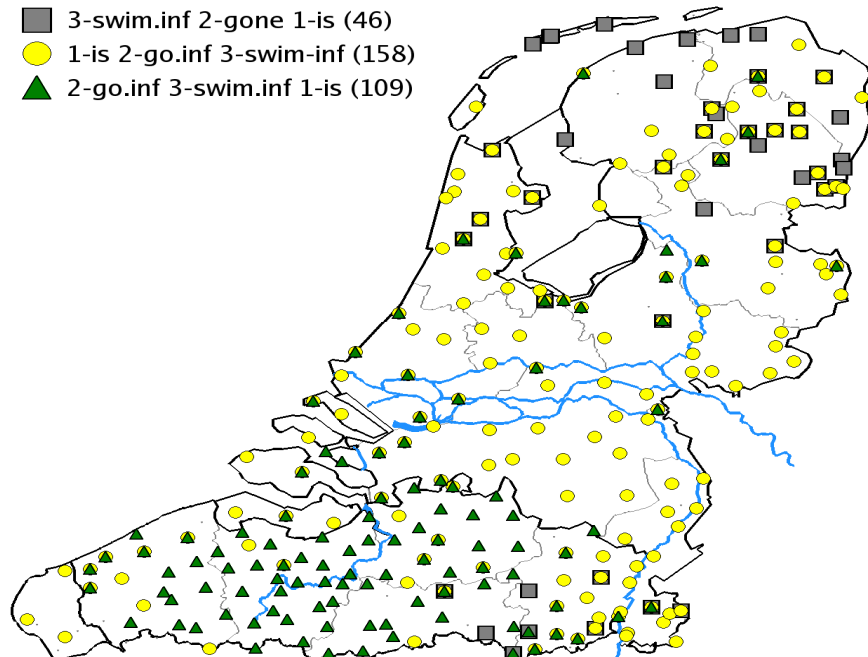 3-swim.inf 2-gone 1-is (46)
1-is 2-go.inf 3-swim-inf (158)
2-go.inf 3-swim.inf 1-is (109)